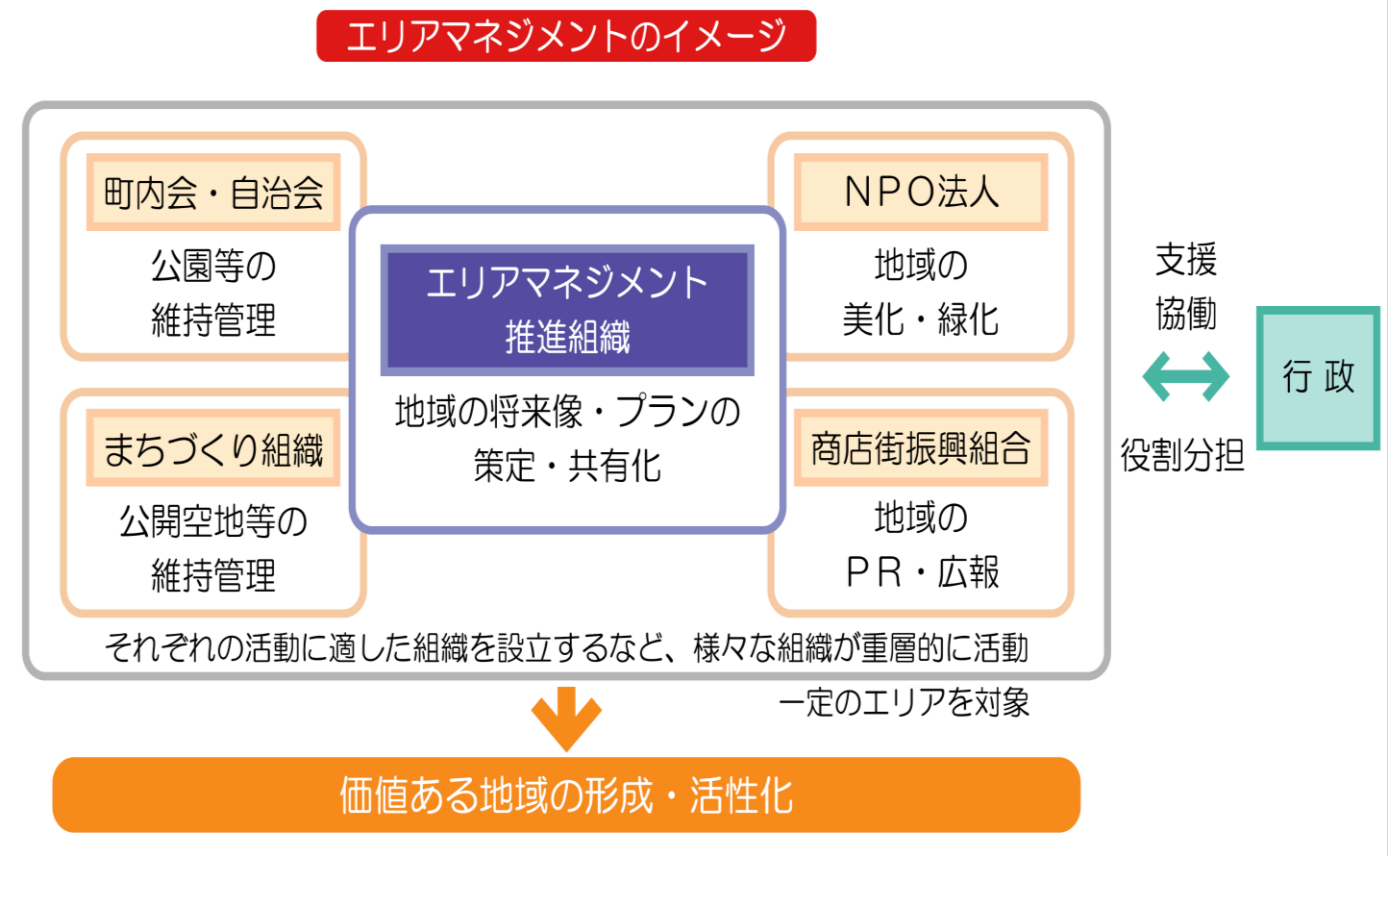 エリアマネジメントのイメージ
町内会・自治会
公園等の
維持管理
NPO法人
地域の
美化・緑化
エリアマネジメント
推進組織
地域の将来像・プランの
策定・共有化
まちづくり組織
公開空地等の
維持管理
商店街振興組合
地域の
PR・広報
それぞれの活動に適した組織を設立するなど、様々な組織が重層的に活動
一定のエリアを対象
支援
協働
役割分担
行政
価値ある地域の形成・活性化